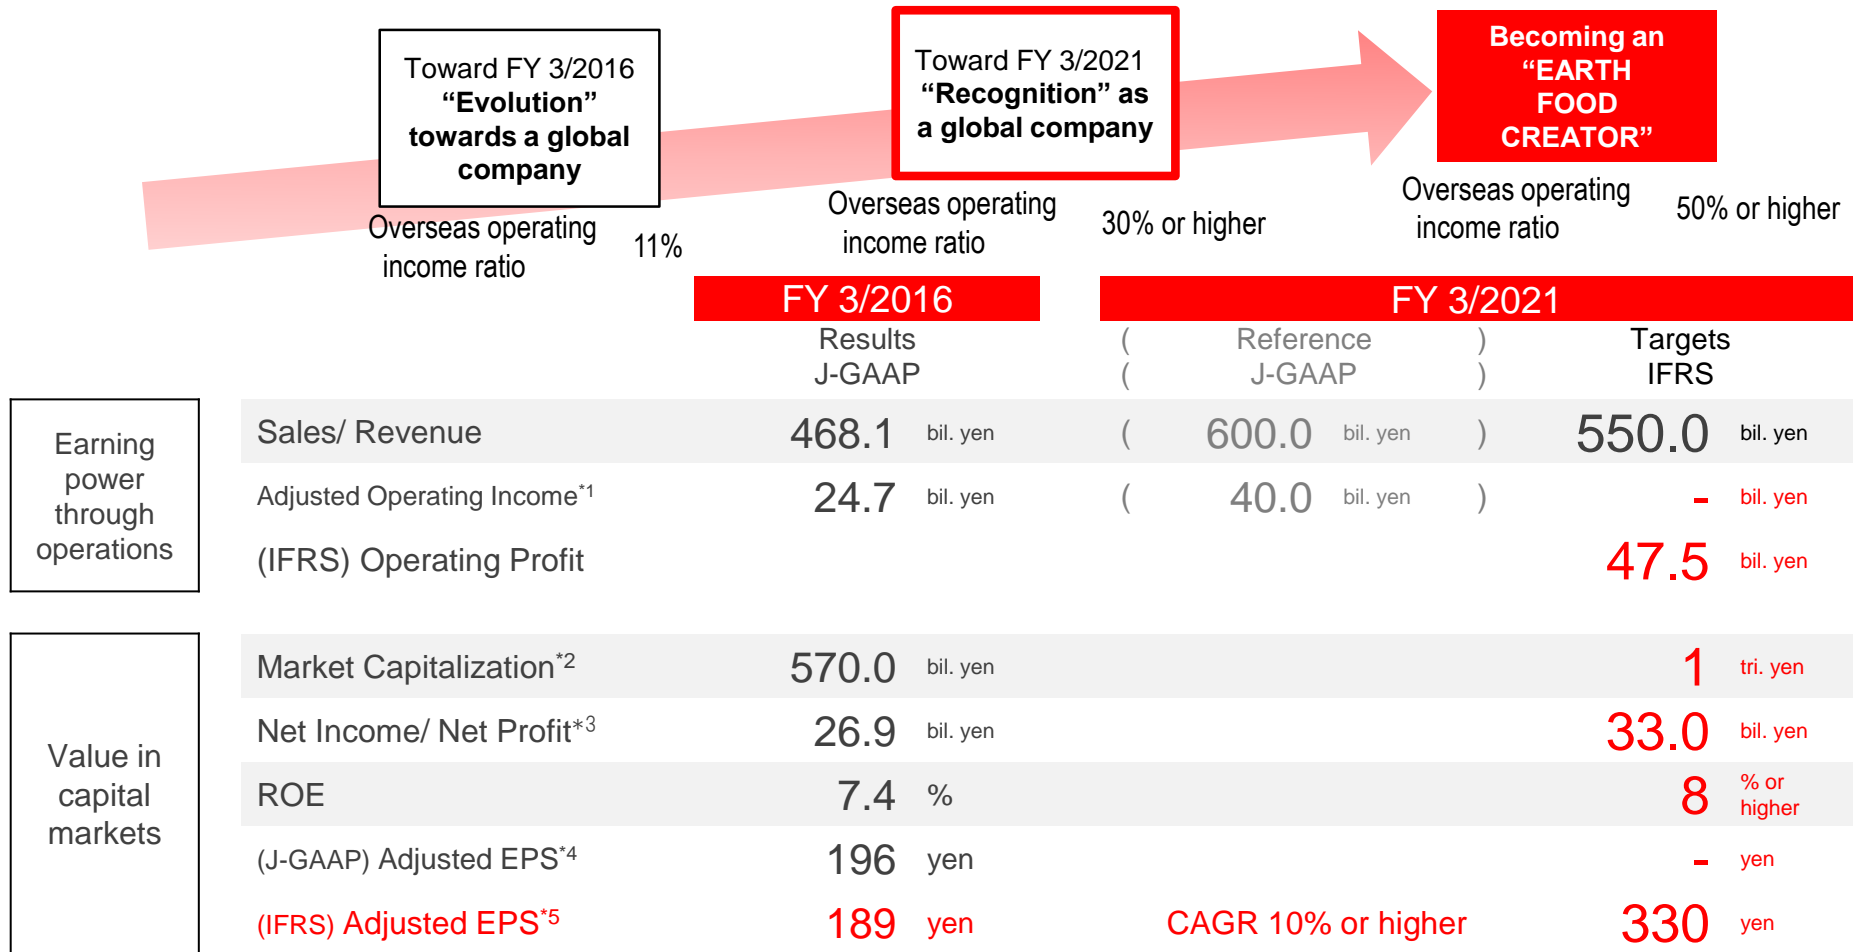 Toward FY 3/2016
“Evolution”
towards a global
company
Toward FY 3/2021
“Recognition” as
a global company
Becoming an
“EARTH
FOOD
CREATOR”
Overseas operating
income ratio
11%
Overseas operating
income ratio
30% or higher
Overseas operating
income ratio
50% or higher
FY 3/2016
FY 3/2021
Results
J-GAAP
( Reference )
( J-GAAP )
Targets
IFRS
Earning
power
through
operations
Sales/ Revenue 468.1 bil. yen ( 600.0 bil. yen ) 550.0 bil. yen
Adjusted Operating Income*1 24.7 bil. yen ( 40.0 bil. yen ) - bil. yen
(IFRS) Operating Profit 47.5 bil. yen
Value in
capital
markets
Market Capitalization*2 570.0 bil. yen 1 tri. yen
Net Income/ Net Profit*3 26.9 bil. yen 33.0 bil. yen
ROE 7.4 % 8 % or
higher
(J-GAAP) Adjusted EPS*4 196 yen - yen
(IFRS) Adjusted EPS*5 189 yen CAGR 10% or higher 330 yen